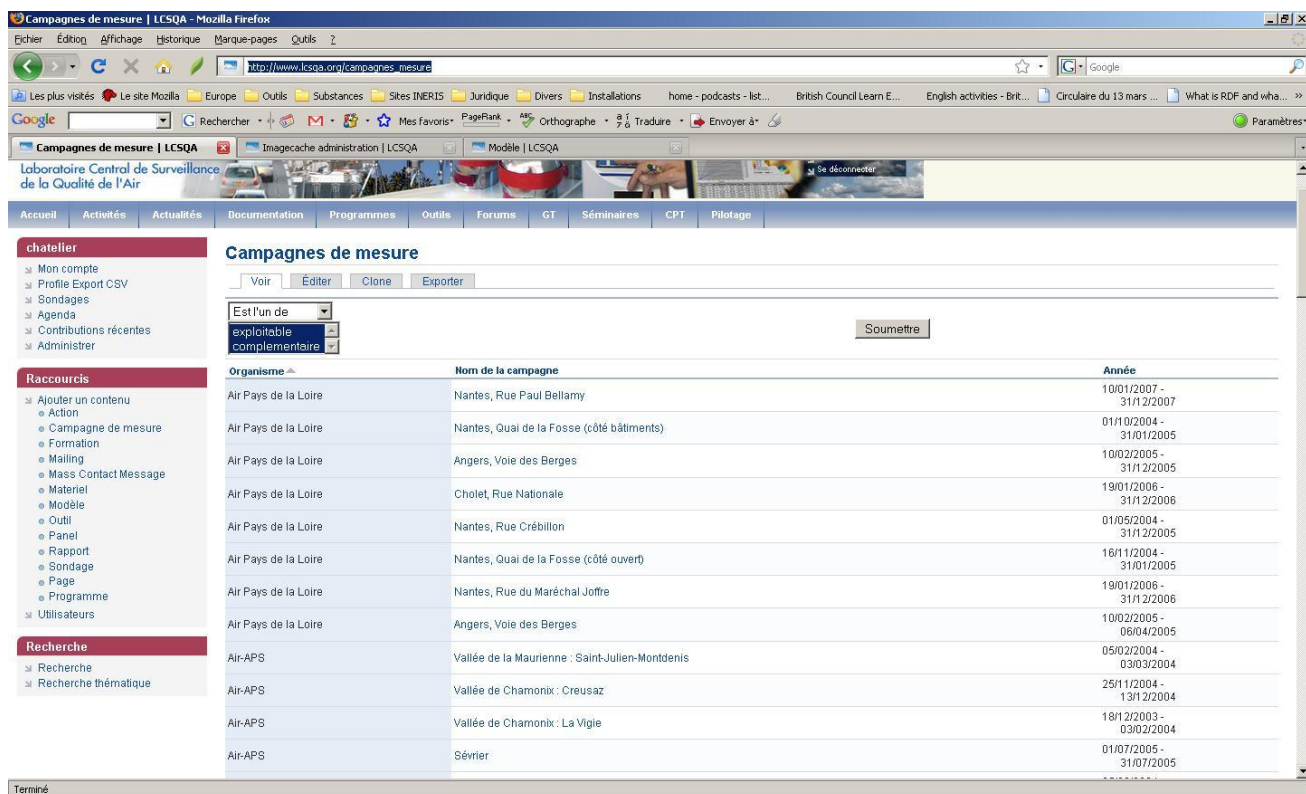 Campagnes de mesure | LCSQA - Mozilla Firefox
Fichier Édition Affichage Historique Marque-pages Outils ?
http://www.lcsqa.org/campagnes_mesure
Google
Les plus visités Le site Mozilla Europe Outils Substances Sites INERIS Juridique Divers Installations home - podcasts - list... British Council Learn E... English activities - Brit... Circulaire du 13 mars ... What is RDF and wha... »
Google Rechercher Mes favoris PageRank Orthographe Traduire Envoyer à Paramètres
Campagnes de mesure | LCSQA Imagecache administration | LCSQA Modèle | LCSQA
Laboratoire Central de Surveillance
de la Qualité de l'Air
Se déconnecter
Accueil Activités Actualités Documentation Programmes Outils Forums GT Séminaires CPT Pilotage
chatelier
Mon compte
Profile Export CSV
Sondages
Agenda
Contributions récentes
Administrer
Raccourcis
Ajouter un contenu
Action
Campagne de mesure
Formation
Mailing
Mass Contact Message
Materiel
Modèle
Outil
Panel
Rapport
Sondage
Page
Programme
Utilisateurs
Recherche
Recherche
Recherche thématique
Campagnes de mesure
Voir Éditer Clone Exporter
Est l'un de
exploitable
complementaire
Soumettre
Organisme Nom de la campagne Année
Air Pays de la Loire Nantes, Rue Paul Bellamy 10/01/2007 -
31/12/2007
Air Pays de la Loire Nantes, Quai de la Fosse (côté bâtiments) 01/10/2004 -
31/01/2005
Air Pays de la Loire Angers, Voie des Berges 10/02/2005 -
31/12/2005
Air Pays de la Loire Cholet, Rue Nationale 19/01/2006 -
31/12/2006
Air Pays de la Loire Nantes, Rue Crébillon 01/05/2004 -
31/12/2005
Air Pays de la Loire Nantes, Quai de la Fosse (côté ouvert) 16/11/2004 -
31/01/2005
Air Pays de la Loire Nantes, Rue du Maréchal Joffre 19/01/2006 -
31/12/2006
Air Pays de la Loire Angers, Voie des Berges 10/02/2005 -
06/04/2005
Air-APS Vallée de la Maurienne : Saint-Julien-Montdenis 05/02/2004 -
03/03/2004
Air-APS Vallée de Chamonix : Creusaz 25/11/2004 -
13/12/2004
Air-APS Vallée de Chamonix : La Vigie 18/12/2003 -
03/02/2004
Air-APS Sévrier 01/07/2005 -
31/07/2005
Terminé